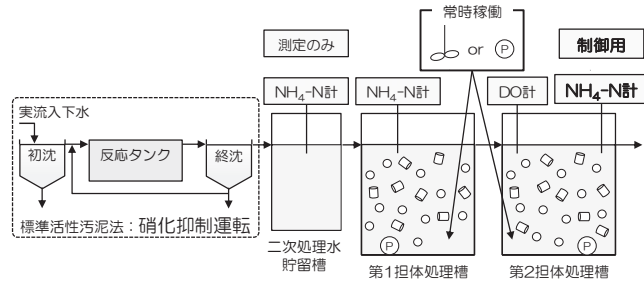 常時稼働
or P
測定のみ
制御用
NH₄-N計
NH₄-N計
DO計
NH₄-N計
実流入下水
初沈
反応タンク
終沈
標準活性汚泥法：硝化抑制運転
二次処理水
貯留槽
P
第1担体処理槽
P
第2担体処理槽